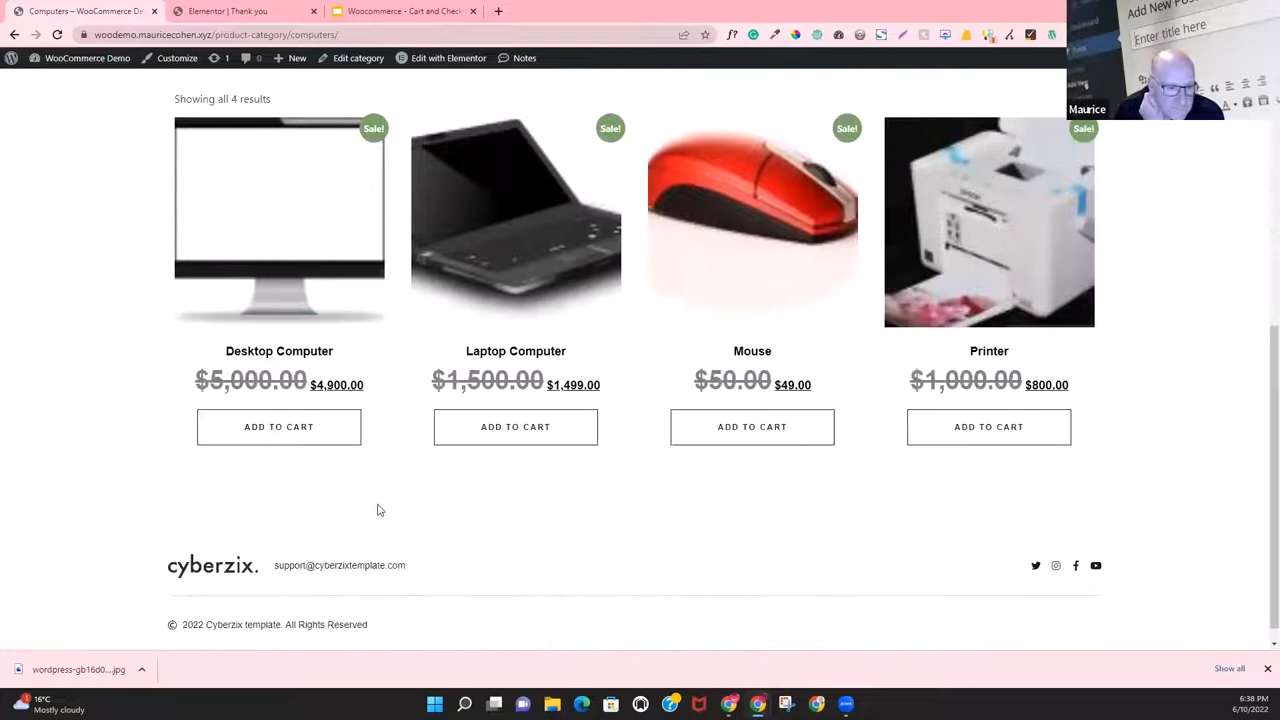 Computers – WooCommerce De
Elementor | Thank you
Woocommerce - Cart and Check
woodemo.mauricecohen.xyz/product-category/computers/
WooCommerce Demo
Customize
1
0
New
Edit category
Edit with Elementor
Notes
Add New Pos
Enter title here
Maurice
Showing all 4 results
Sale!
Sale!
Sale!
Sale!
Desktop Computer
Laptop Computer
Mouse
Printer
$5,000.00 $4,900.00
$1,500.00 $1,499.00
$50.00 $49.00
$1,000.00 $800.00
ADD TO CART
ADD TO CART
ADD TO CART
ADD TO CART
cyberzix.
support@cyberzixtemplate.com
© 2022 Cyberzix template. All Rights Reserved
wordpress-gb16d0....jpg
Show all
16°C
Mostly cloudy
6:38 PM
6/10/2022